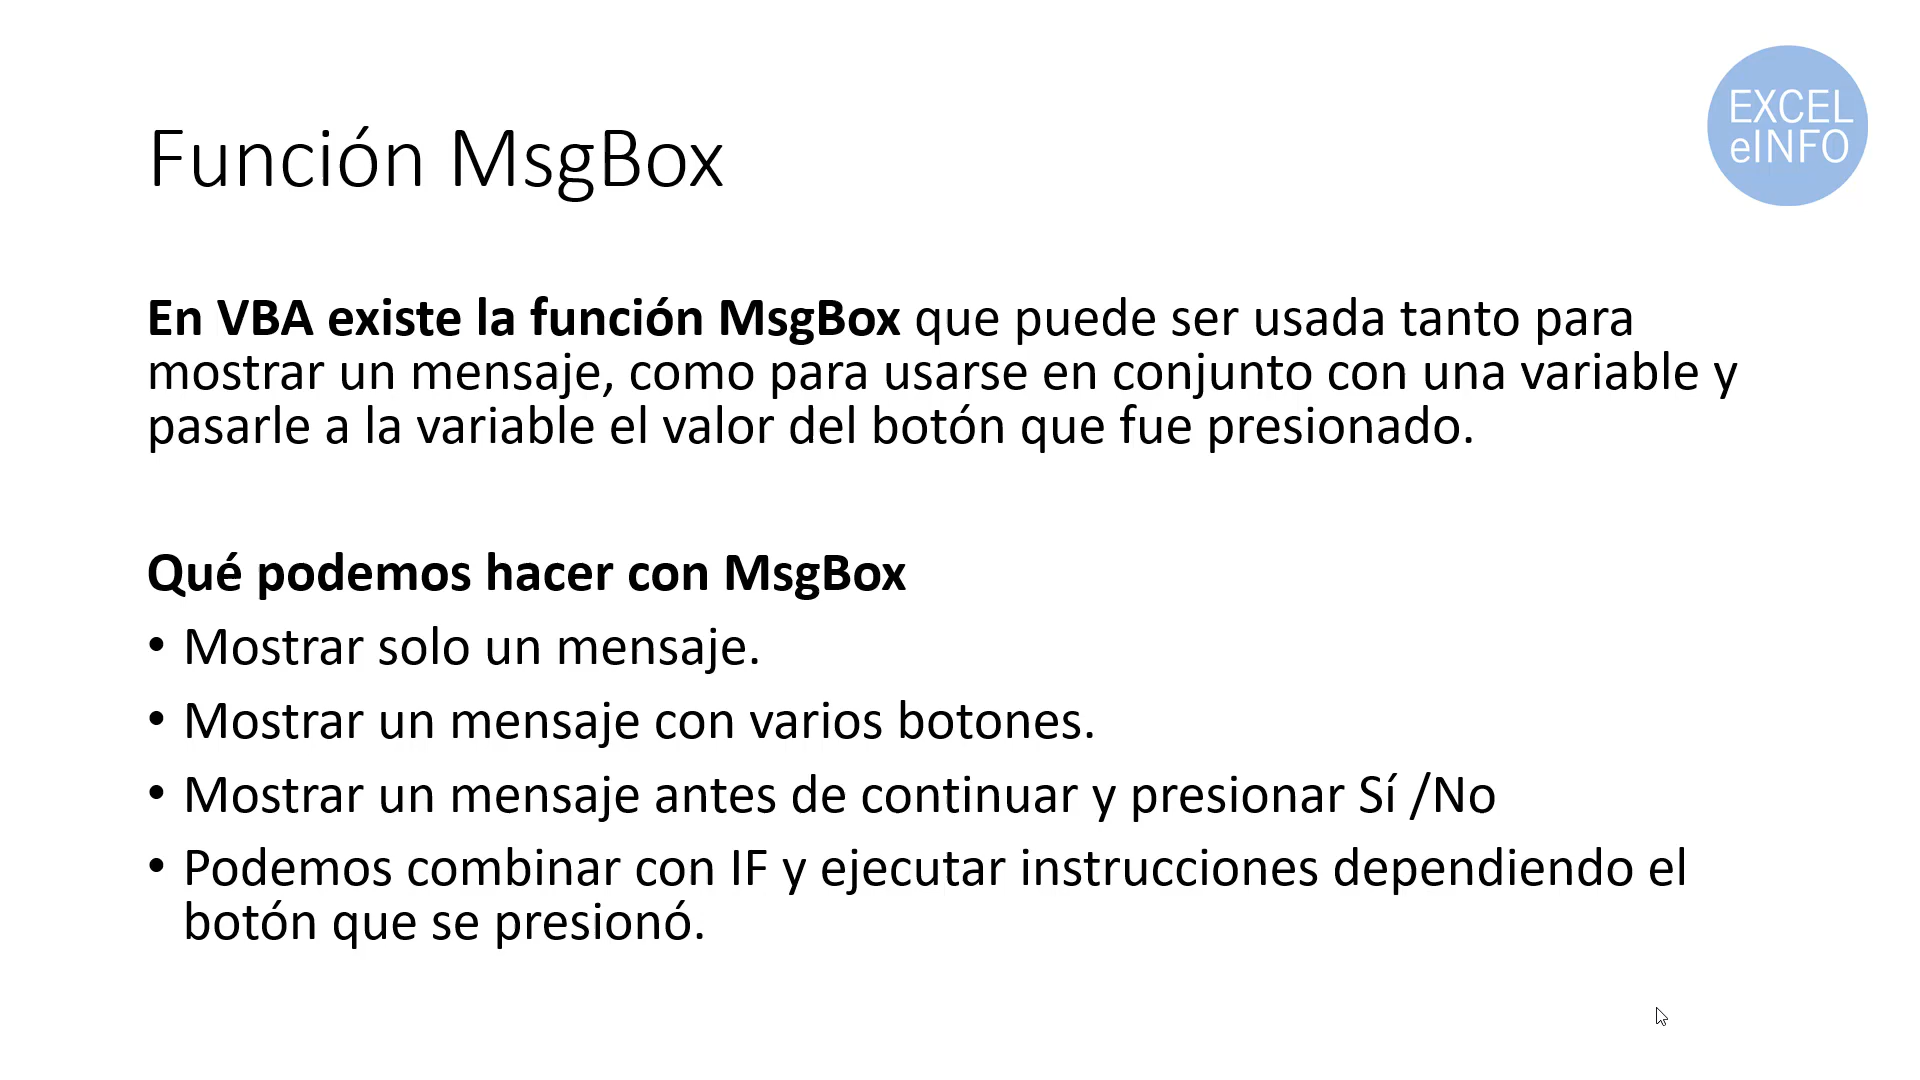 EXCEL
eINFO
Función MsgBox
En VBA existe la función MsgBox que puede ser usada tanto para
mostrar un mensaje, como para usarse en conjunto con una variable y
pasarle a la variable el valor del botón que fue presionado.
Qué podemos hacer con MsgBox
• Mostrar solo un mensaje.
• Mostrar un mensaje con varios botones.
• Mostrar un mensaje antes de continuar y presionar Sí /No
• Podemos combinar con IF y ejecutar instrucciones dependiendo el
botón que se presionó.